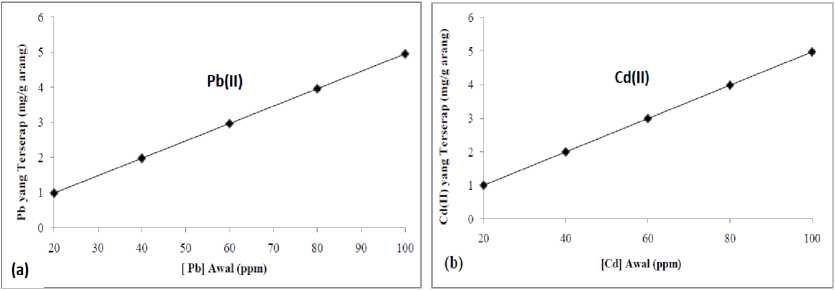 6
5
4
3
2
1
0
Pb yang Terserap (mg/g arang)
Pb(II)
20 30 40 50 60 70 80 90 100
[ Pb] Awal (ppm)
(a)
6
5
4
3
2
1
0
Cd(II) yang Terserap (mg/g arang)
Cd(II)
20 40 60 80 100
[Cd] Awal (ppm)
(b)